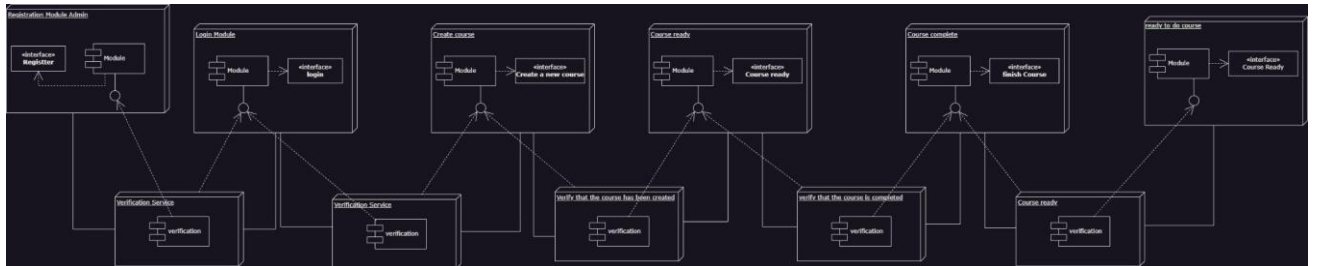 Registration Module Admin
«interface»
Register
Module
Login Module
Module
«interface»
login
Create course
Module
«interface»
Create a new course
Course ready
Module
«interface»
Course ready
Course complete
Module
«interface»
finish Course
ready to do course
Module
«interface»
Course Ready
Verification Service
verification
Verification Service
verification
Verify that the course has been created
verification
verify that the course is completed
verification
Course ready
verification